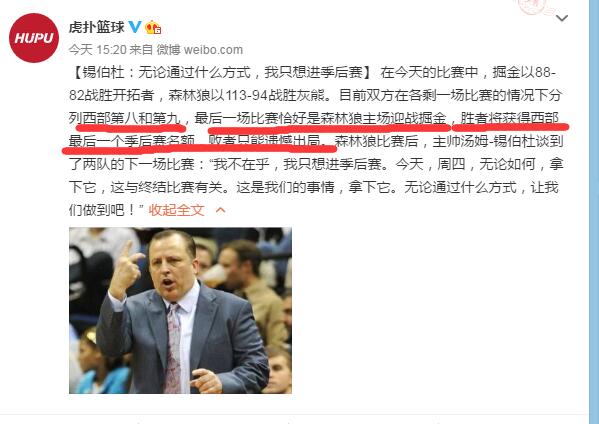 HUPU
虎扑篮球
今天 15:20 来自 微博 weibo.com
【锡伯杜：无论通过什么方式，我只想进季后赛】 在今天的比赛中，掘金以88-
82战胜开拓者，森林狼以113-94战胜灰熊。目前双方在各剩一场比赛的情况下分
列西部第八和第九，最后一场比赛恰好是森林狼主场迎战掘金，胜者将获得西部
最后一个季后赛名额，败者只能遗憾出局。森林狼比赛后，主帅汤姆-锡伯杜谈到
了两队的下一场比赛：“我不在乎，我只想进季后赛。今天，周四，无论如何，拿
下它，这与终结比赛有关。这是我们的事情，拿下它。无论通过什么方式，让我
们做到吧！” 收起全文